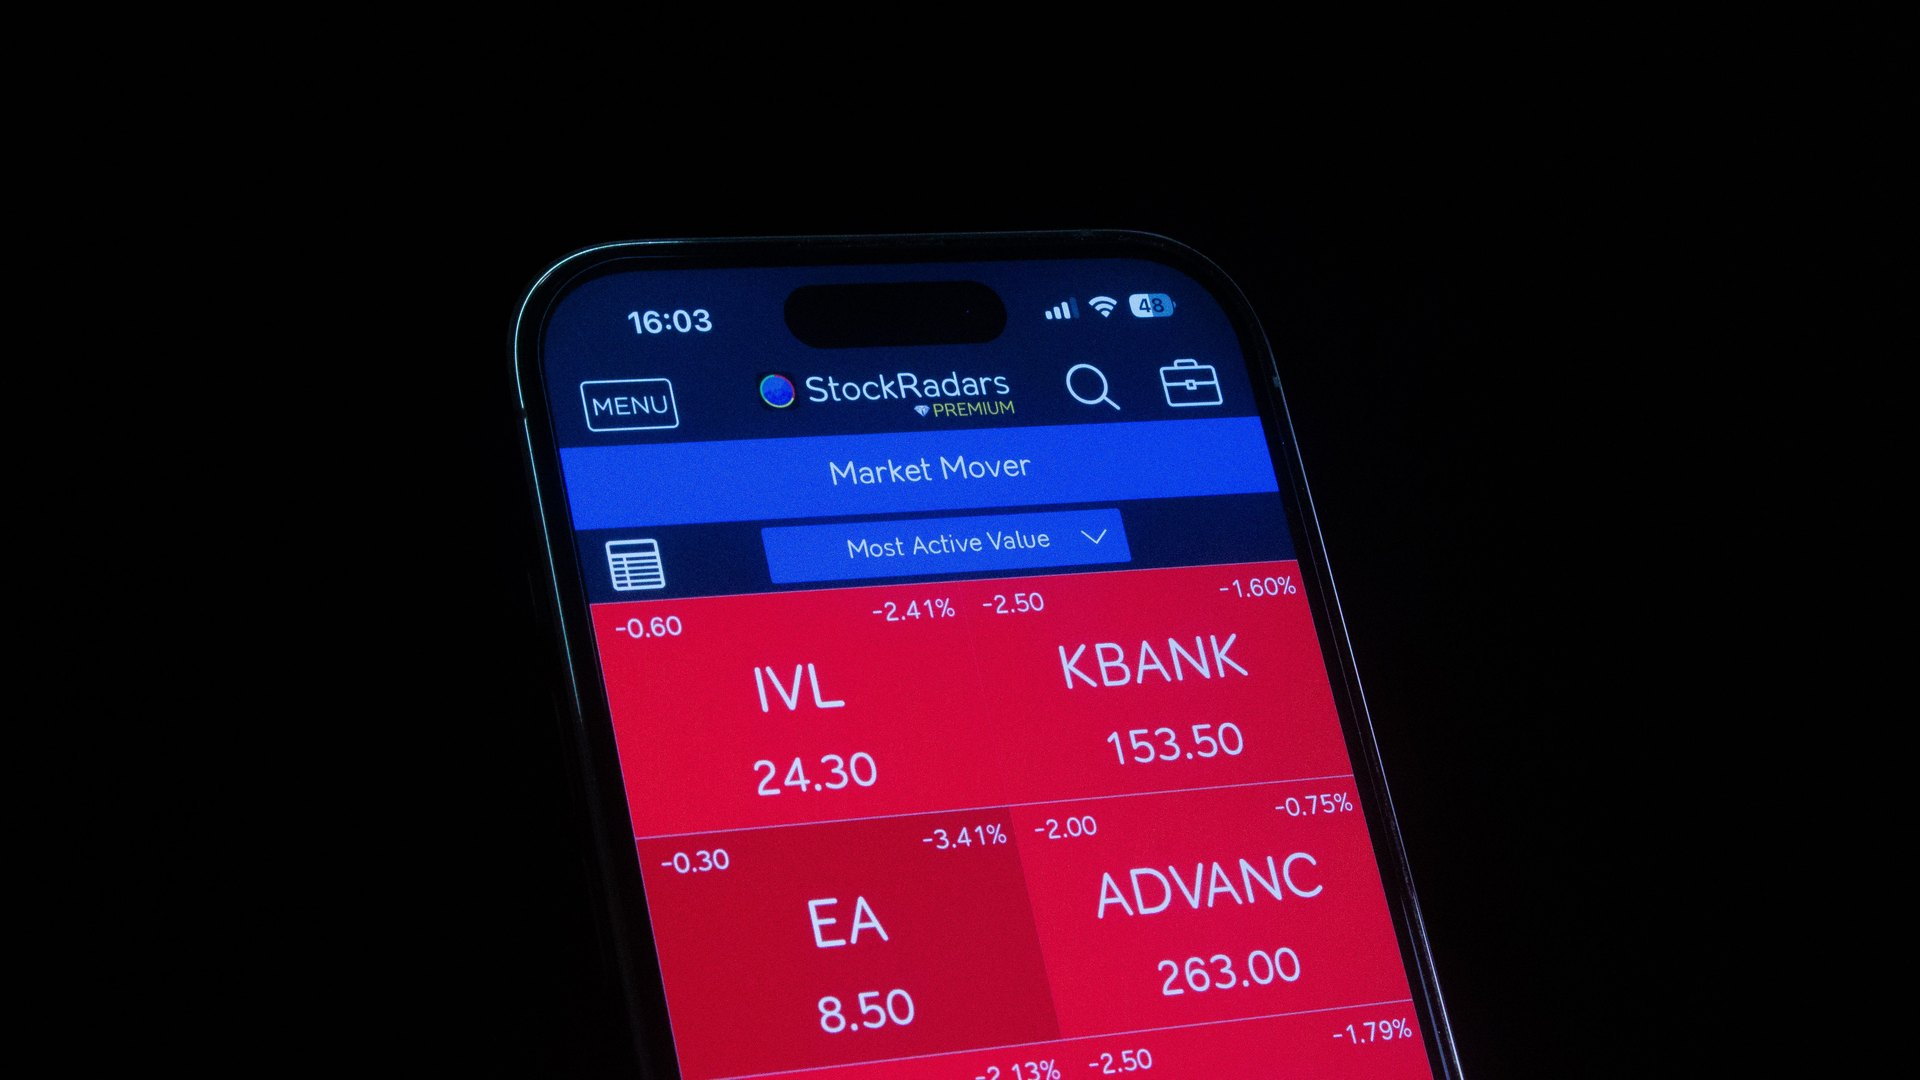 16:03
48
MENU
StockRadars
PREMIUM
Market Mover
Most Active Value
-0.60 -2.41%
IVL
24.30
-2.50 -1.60%
KBANK
153.50
-0.30 -3.41%
EA
8.50
-2.00 -0.75%
ADVANC
263.00
-2.13%
-2.50 -1.79%